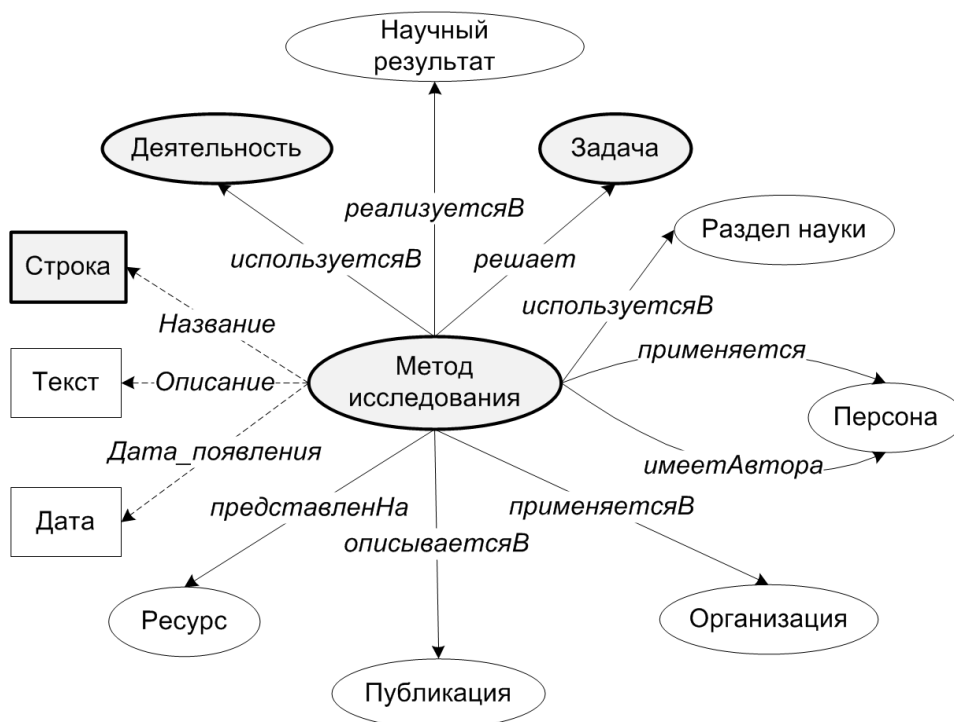 Научный
результат
Деятельность
Задача
реализуетсяВ
Раздел науки
используетсяВ
решает
Строка
используетсяВ
Название
применяется
Метод
исследования
Текст
Описание
Персона
Дата_появления
имеетАвтора
представленНа
применяетсяВ
Дата
описываетсяВ
Ресурс
Организация
Публикация